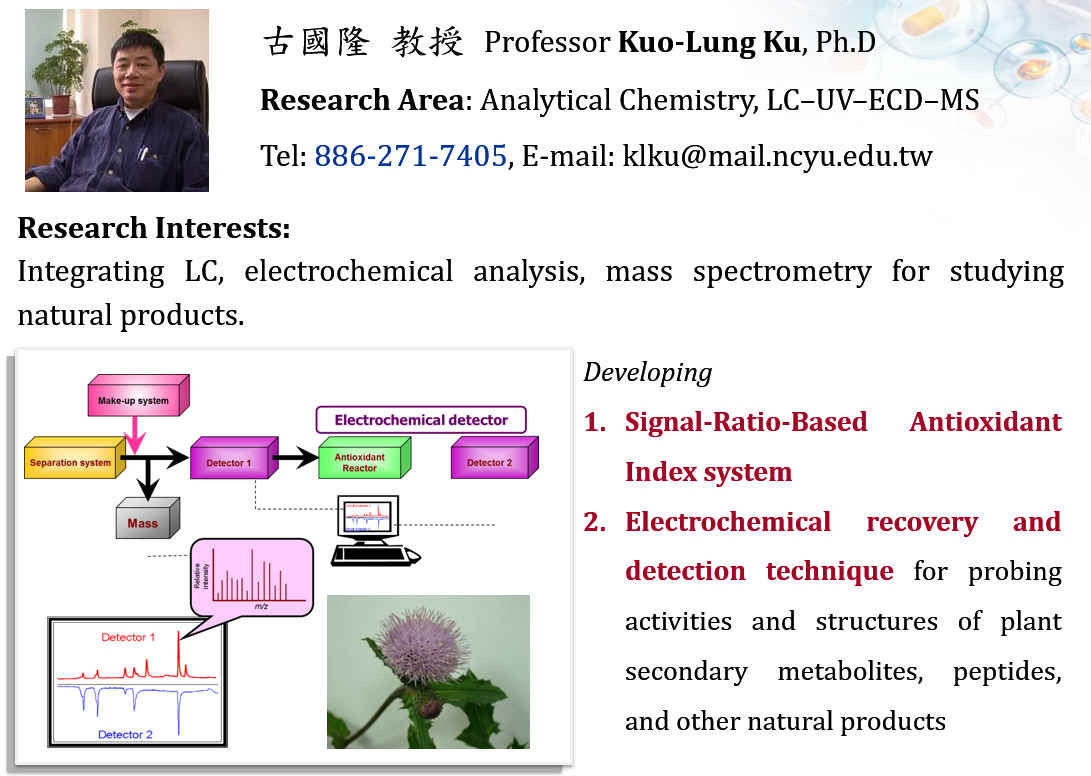 古國隆 教授 Professor Kuo-Lung Ku, Ph.D
Research Area: Analytical Chemistry, LC–UV–ECD–MS
Tel: 886-271-7405, E-mail: klku@mail.ncyu.edu.tw
Research Interests:
Integrating LC, electrochemical analysis, mass spectrometry for studying
natural products.
Make-up system
Electrochemical detector
Separation system
Detector 1
Antioxidant
Reactor
Detector 2
Mass
Relative
intensity
m/z
Detector 1
Detector 2
Developing
1. Signal-Ratio-Based Antioxidant
Index system
2. Electrochemical recovery and
detection technique for probing
activities and structures of plant
secondary metabolites, peptides,
and other natural products